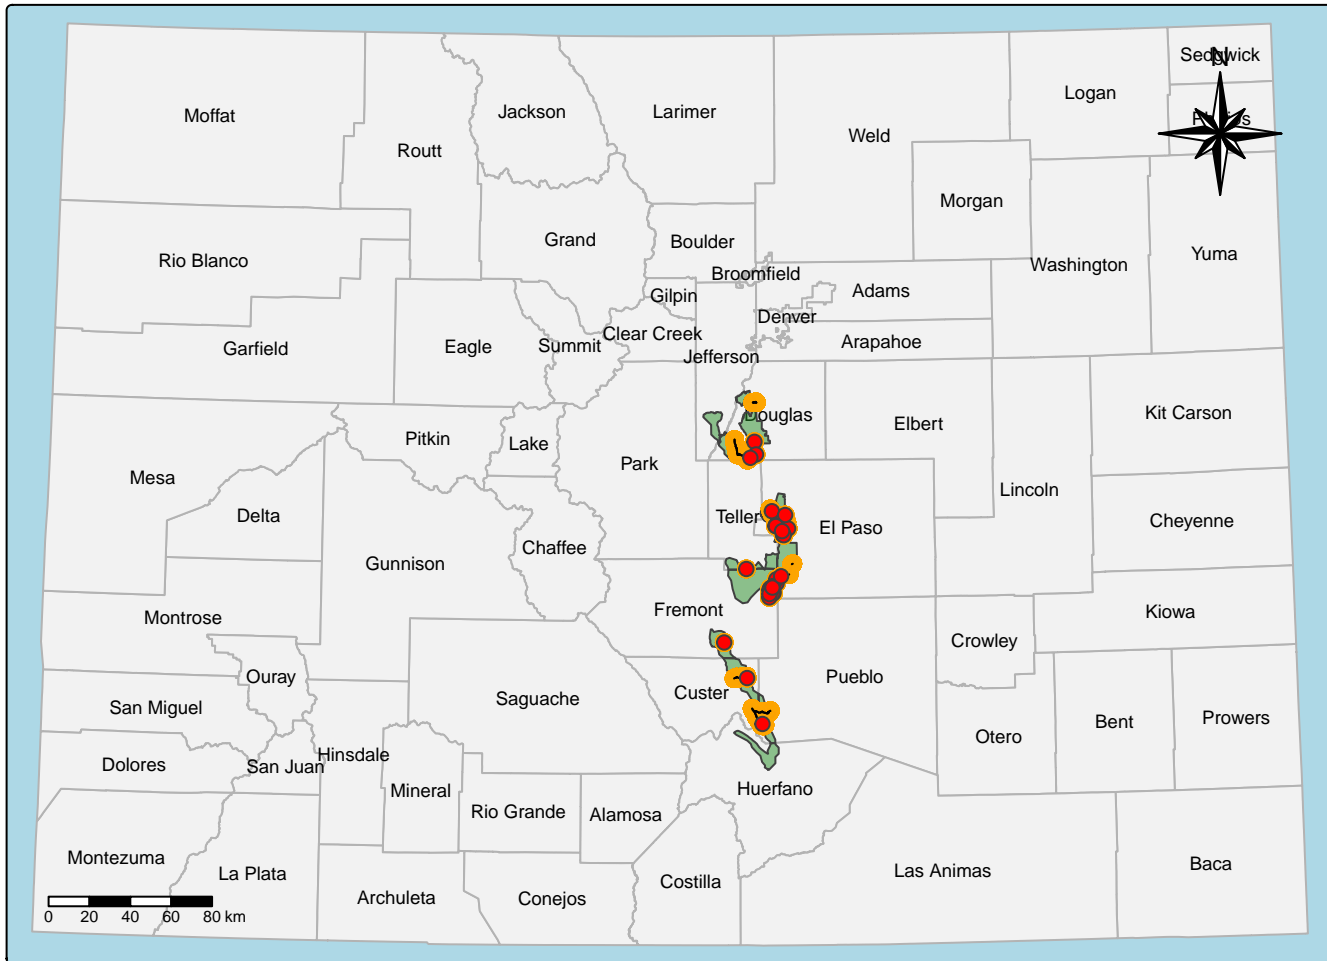 Sedgwick
N
Moffat
Jackson
Larimer
Logan
Phillips
Weld
Routt
Morgan
Grand
Boulder
Rio Blanco
Yuma
Washington
Broomfield
Gilpin
Adams
Denver
Clear Creek
Arapahoe
Garfield
Eagle
Summit
Jefferson
Kit Carson
Douglas
Elbert
Pitkin
Lake
Park
Mesa
Lincoln
Delta
Teller
El Paso
Cheyenne
Chaffee
Gunnison
Fremont
Kiowa
Montrose
Crowley
Ouray
Pueblo
Custer
Saguache
San Miguel
Prowers
Bent
Otero
Hinsdale
Dolores
San Juan
Mineral
Huerfano
Rio Grande
Alamosa
Montezuma
Baca
La Plata
Las Animas
Costilla
Archuleta
Conejos
0 20 40 60 80 km